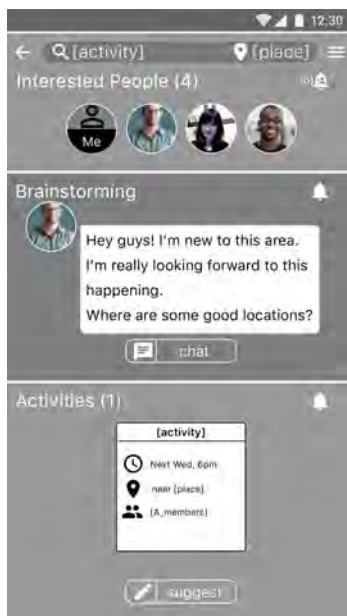 12:30
[activity] [place]
Interested People (4)
Me
Brainstorming
Hey guys! I'm new to this area.
I'm really looking forward to this
happening.
Where are some good locations?
chat
Activities (1)
[activity]
Next Wed, 6pm
near [place]
[A_members]
suggest